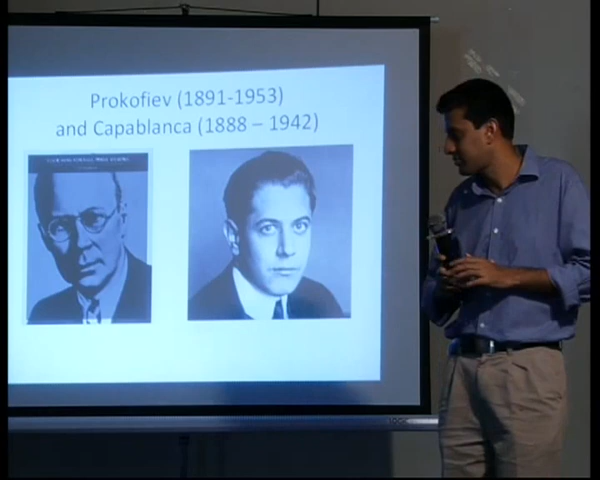 Prokofiev (1891-1953)
and Capablanca (1888 – 1942)